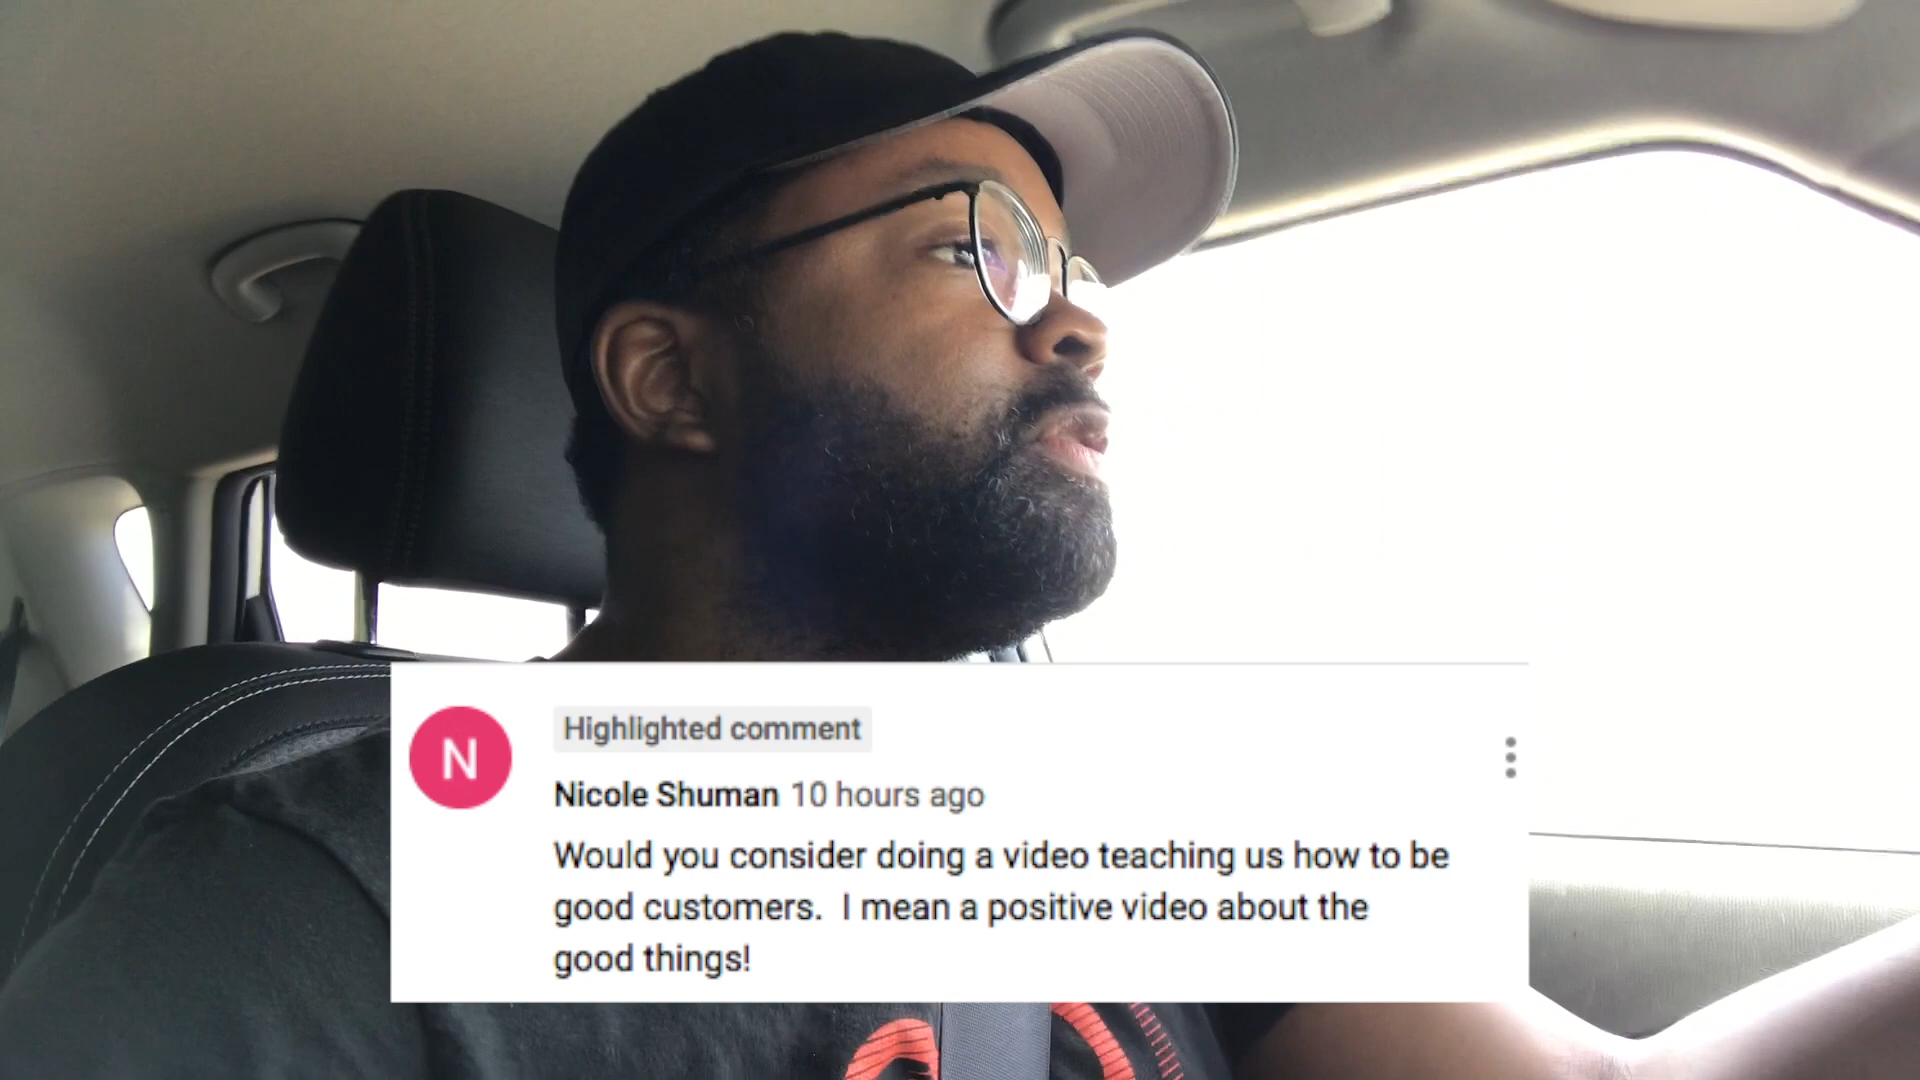 N
Highlighted comment
Nicole Shuman 10 hours ago
Would you consider doing a video teaching us how to be
good customers.  I mean a positive video about the
good things!